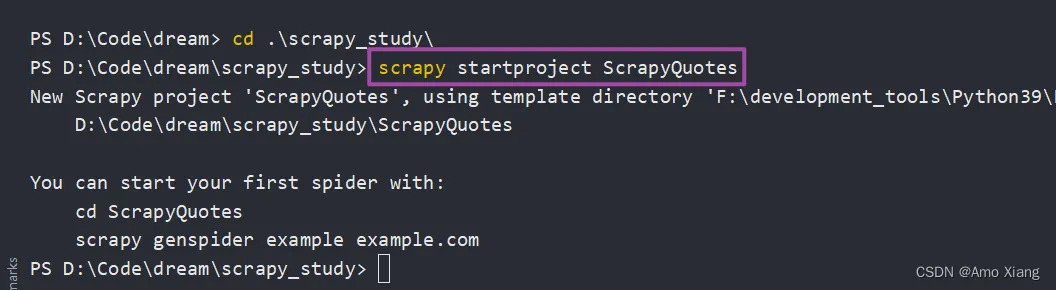 PS D:\Code\dream> cd .\scrapy_study\
PS D:\Code\dream\scrapy_study> scrapy startproject ScrapyQuotes
New Scrapy project 'ScrapyQuotes', using template directory 'F:\development_tools\Python39\
    D:\Code\dream\scrapy_study\ScrapyQuotes
You can start your first spider with:
    cd ScrapyQuotes
    scrapy genspider example example.com
PS D:\Code\dream\scrapy_study>
marks
CSDN @Amo Xiang